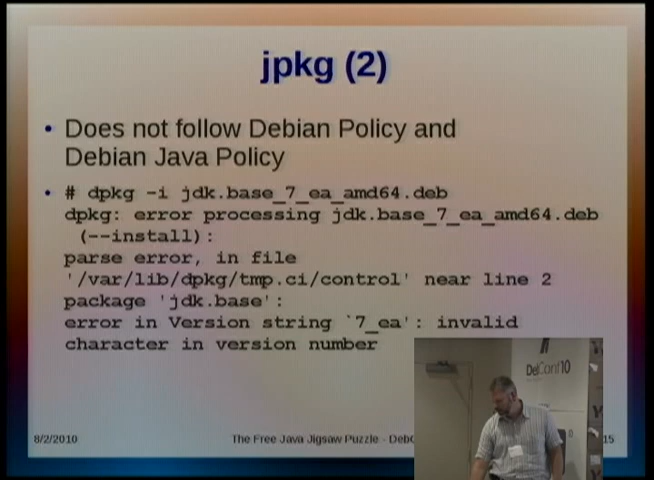 jpkg (2)
• Does not follow Debian Policy and
Debian Java Policy
• # dpkg -i jdk.base_7_ea_amd64.deb
dpkg: error processing jdk.base_7_ea_amd64.deb
(--install):
parse error, in file
'/var/lib/dpkg/tmp.ci/control' near line 2
package 'jdk.base':
error in Version string `7_ea': invalid
character in version number
DebConf10
8/2/2010
The Free Java Jigsaw Puzzle - DebC
15